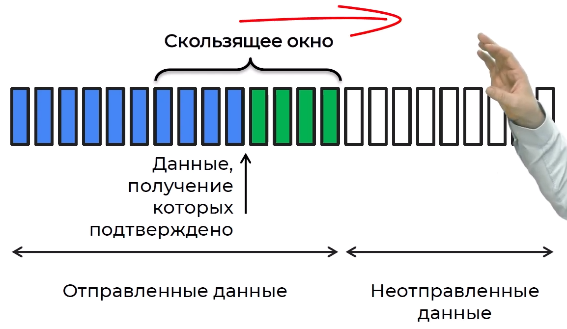 Скользящее окно
Данные,
получение
которых
подтверждено
Отправленные данные
Неотправленные
данные